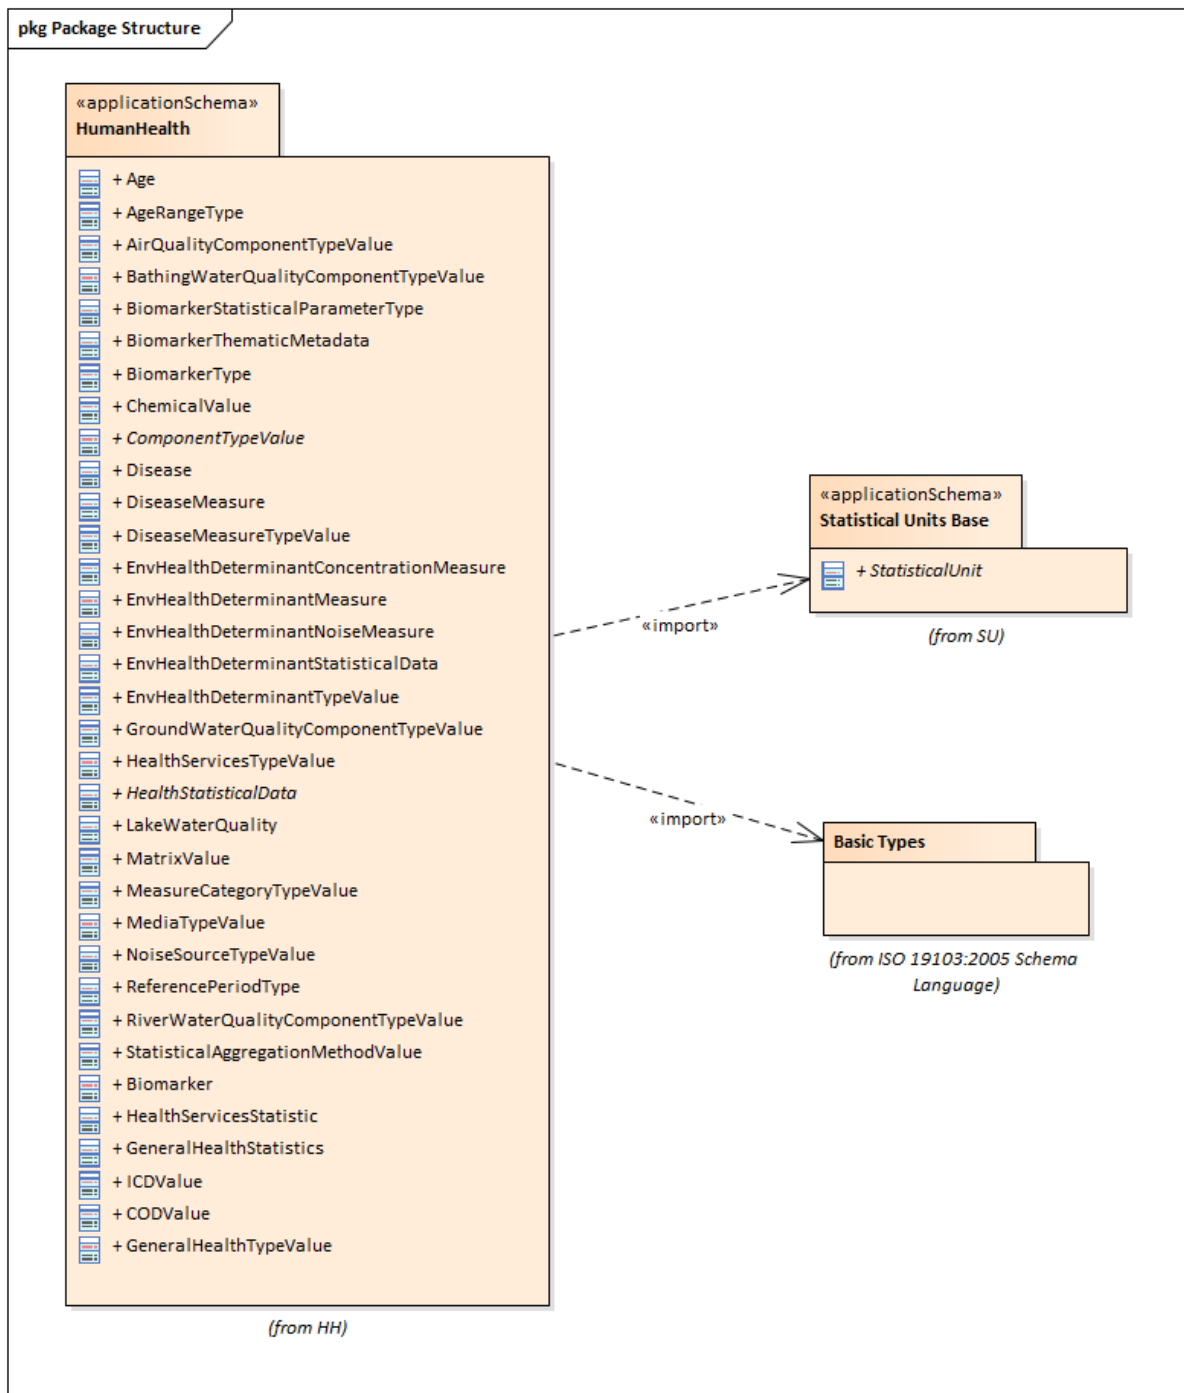 pkg Package Structure
«applicationSchema»
HumanHealth
+ Age
+ AgeRangeType
+ AirQualityComponentTypeValue
+ BathingWaterQualityComponentTypeValue
+ BiomarkerStatisticalParameterType
+ BiomarkerThematicMetadata
+ BiomarkerType
+ ChemicalValue
+ ComponentTypeValue
+ Disease
+ DiseaseMeasure
+ DiseaseMeasureTypeValue
+ EnvHealthDeterminantConcentrationMeasure
+ EnvHealthDeterminantMeasure
+ EnvHealthDeterminantNoiseMeasure
+ EnvHealthDeterminantStatisticalData
+ EnvHealthDeterminantTypeValue
+ GroundWaterQualityComponentTypeValue
+ HealthServicesTypeValue
+ HealthStatisticalData
+ LakeWaterQuality
+ MatrixValue
+ MeasureCategoryTypeValue
+ MediaTypeValue
+ NoiseSourceTypeValue
+ ReferencePeriodType
+ RiverWaterQualityComponentTypeValue
+ StatisticalAggregationMethodValue
+ Biomarker
+ HealthServicesStatistic
+ GeneralHealthStatistics
+ ICDValue
+ CODValue
+ GeneralHealthTypeValue
(from HH)
«import»
«applicationSchema»
Statistical Units Base
+ StatisticalUnit
(from SU)
«import»
Basic Types
(from ISO 19103:2005 Schema
Language)